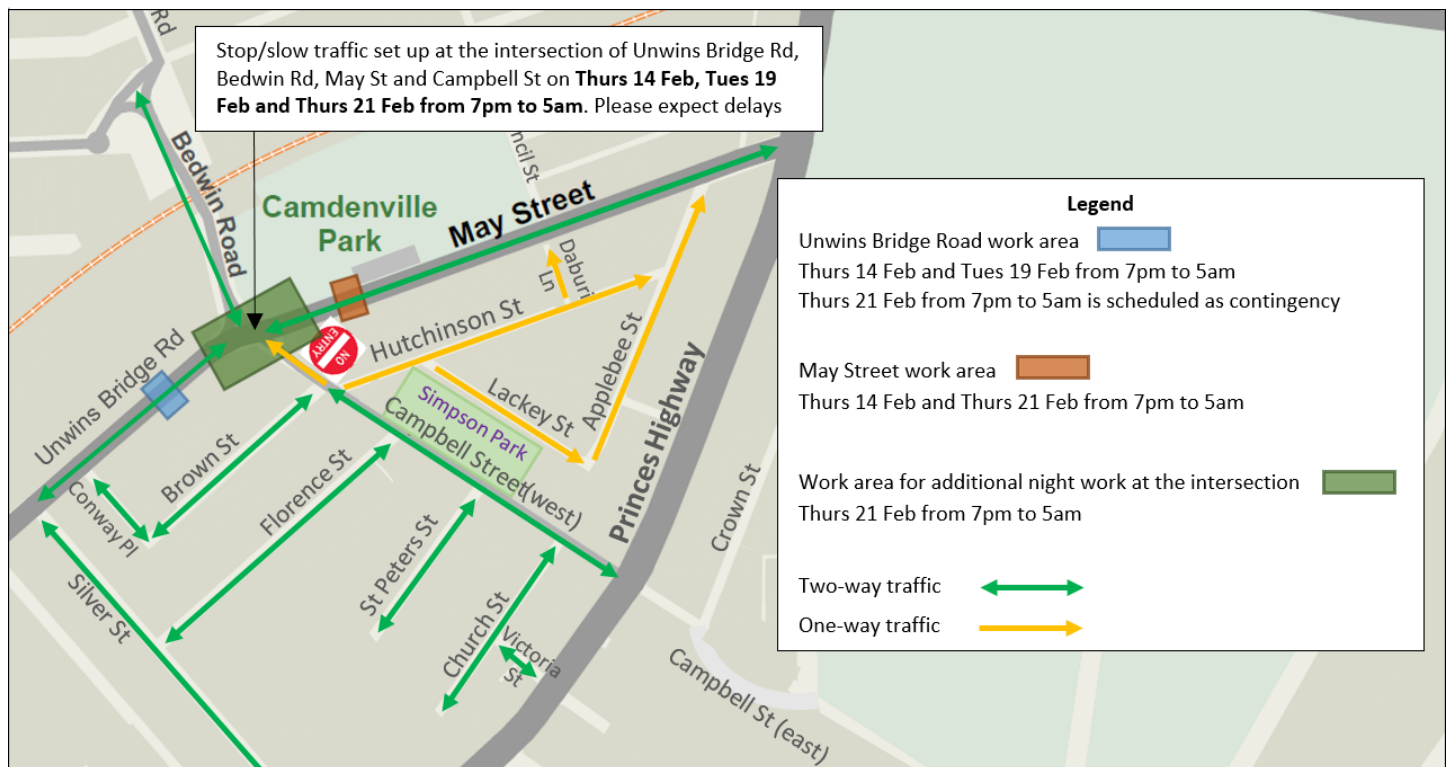 Rd
Stop/slow traffic set up at the intersection of Unwins Bridge Rd,
Bedwin Rd, May St and Campbell St on Thurs 14 Feb, Tues 19
Feb and Thurs 21 Feb from 7pm to 5am. Please expect delays
Bedwin Road
Camdenville
Park
May Street
ncil St
Daburi
Ln
NO
ENTRY
Hutchinson St
Unwins Bridge Rd
Lackey St
Applebee St
Simpson Park
Campbell Street(west)
Princes Highway
Brown St
Florence St
Conway Pl
Silver St
St Peters St
Church St
Victoria
St
Crown St
Campbell St (east)
Legend
Unwins Bridge Road work area
Thurs 14 Feb and Tues 19 Feb from 7pm to 5am
Thurs 21 Feb from 7pm to 5am is scheduled as contingency
May Street work area
Thurs 14 Feb and Thurs 21 Feb from 7pm to 5am
Work area for additional night work at the intersection
Thurs 21 Feb from 7pm to 5am
Two-way traffic
One-way traffic